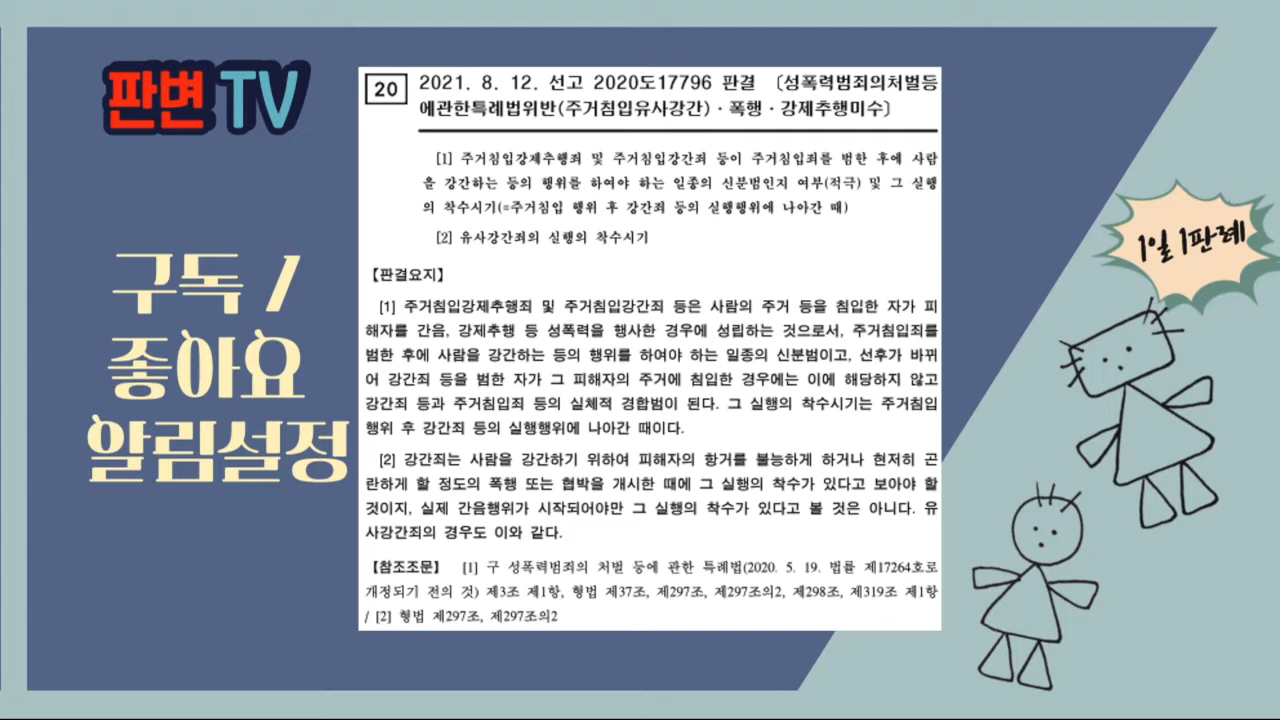 판변 TV
구독 /
좋아요
알림설정
20
2021. 8. 12. 선고 2020도17796 판결 〔성폭력범죄의처벌등
에관한특례법위반(주거침입유사강간)·폭행·강제추행미수〕
[1] 주거침입강제추행죄 및 주거침입강간죄 등이 주거침입죄를 범한 후에 사람
을 강간하는 등의 행위를 하여야 하는 일종의 신분범인지 여부(적극) 및 그 실행
의 착수시기(=주거침입 행위 후 강간죄 등의 실행행위에 나아간 때)
[2] 유사강간죄의 실행의 착수시기
【판결요지】
[1] 주거침입강제추행죄 및 주거침입강간죄 등은 사람의 주거 등을 침입한 자가 피
해자를 간음, 강제추행 등 성폭력을 행사한 경우에 성립하는 것으로서, 주거침입죄를
범한 후에 사람을 강간하는 등의 행위를 하여야 하는 일종의 신분범이고, 선후가 바뀌
어 강간죄 등을 범한 자가 그 피해자의 주거에 침입한 경우에는 이에 해당하지 않고
강간죄 등과 주거침입죄 등의 실체적 경합범이 된다. 그 실행의 착수시기는 주거침입
행위 후 강간죄 등의 실행행위에 나아간 때이다.
[2] 강간죄는 사람을 강간하기 위하여 피해자의 항거를 불능하게 하거나 현저히 곤
란하게 할 정도의 폭행 또는 협박을 개시한 때에 그 실행의 착수가 있다고 보아야 할
것이지, 실제 간음행위가 시작되어야만 그 실행의 착수가 있다고 볼 것은 아니다. 유
사강간죄의 경우도 이와 같다.
【참조조문】 [1] 구 성폭력범죄의 처벌 등에 관한 특례법(2020. 5. 19. 법률 제17264호로
개정되기 전의 것) 제3조 제1항, 형법 제37조, 제297조, 제297조의2, 제298조, 제319조 제1항
/ [2] 형법 제297조, 제297조의2
1일 1판례